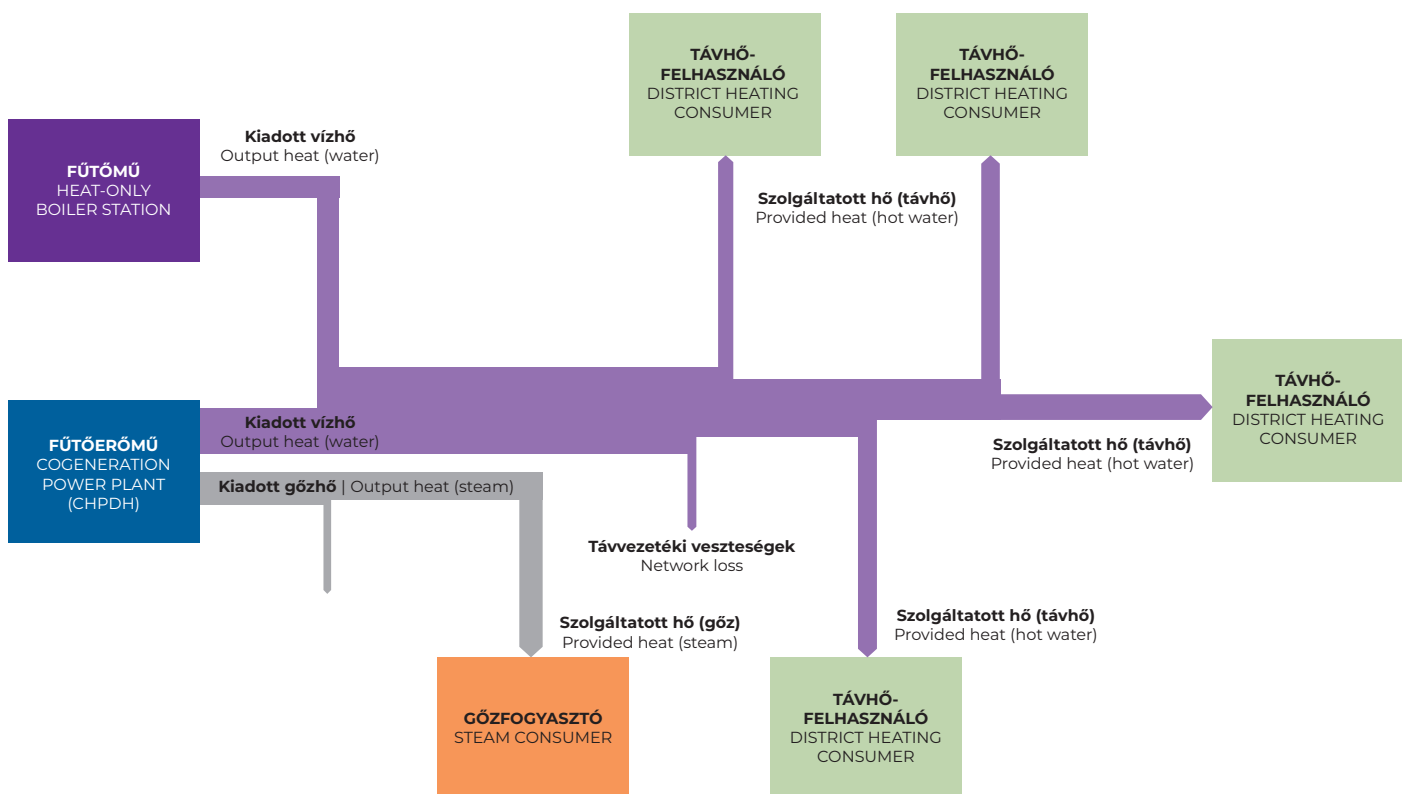 TÁVHŐ-
FELHASZNÁLÓ
DISTRICT HEATING
CONSUMER
TÁVHŐ-
FELHASZNÁLÓ
DISTRICT HEATING
CONSUMER
Kiadott vízhő
Output heat (water)
FŰTŐMŰ
HEAT-ONLY
BOILER STATION
Szolgáltatott hő (távhő)
Provided heat (hot water)
TÁVHŐ-
FELHASZNÁLÓ
DISTRICT HEATING
CONSUMER
Kiadott vízhő
Output heat (water)
FŰTŐERŐMŰ
COGENERATION
POWER PLANT
(CHPDH)
Szolgáltatott hő (távhő)
Provided heat (hot water)
Kiadott gőzhő | Output heat (steam)
Távvezetéki veszteségek
Network loss
Szolgáltatott hő (gőz)
Provided heat (steam)
Szolgáltatott hő (távhő)
Provided heat (hot water)
GŐZFOGYASZTÓ
STEAM CONSUMER
TÁVHŐ-
FELHASZNÁLÓ
DISTRICT HEATING
CONSUMER